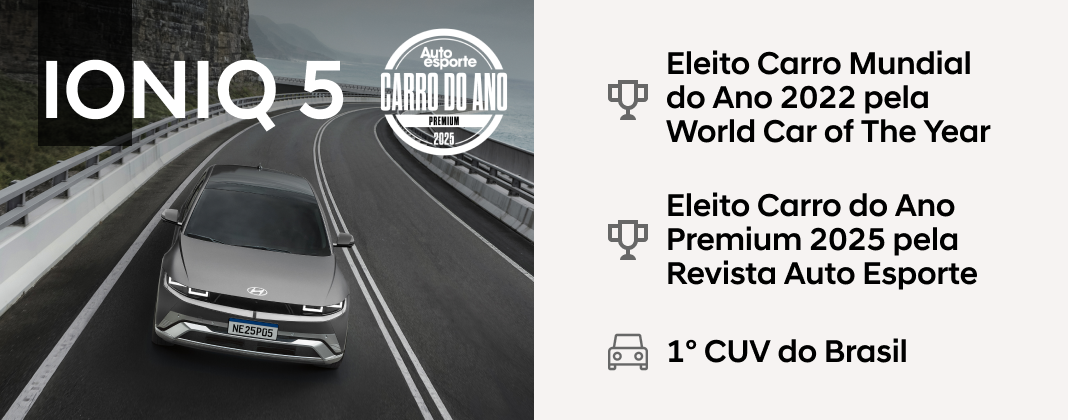 IONIQ 5
Auto
esporte
CARRO DO ANO
PREMIUM
2025
NE25P05
Eleito Carro Mundial
do Ano 2022 pela
World Car of The Year
Eleito Carro do Ano
Premium 2025 pela
Revista Auto Esporte
1º CUV do Brasil